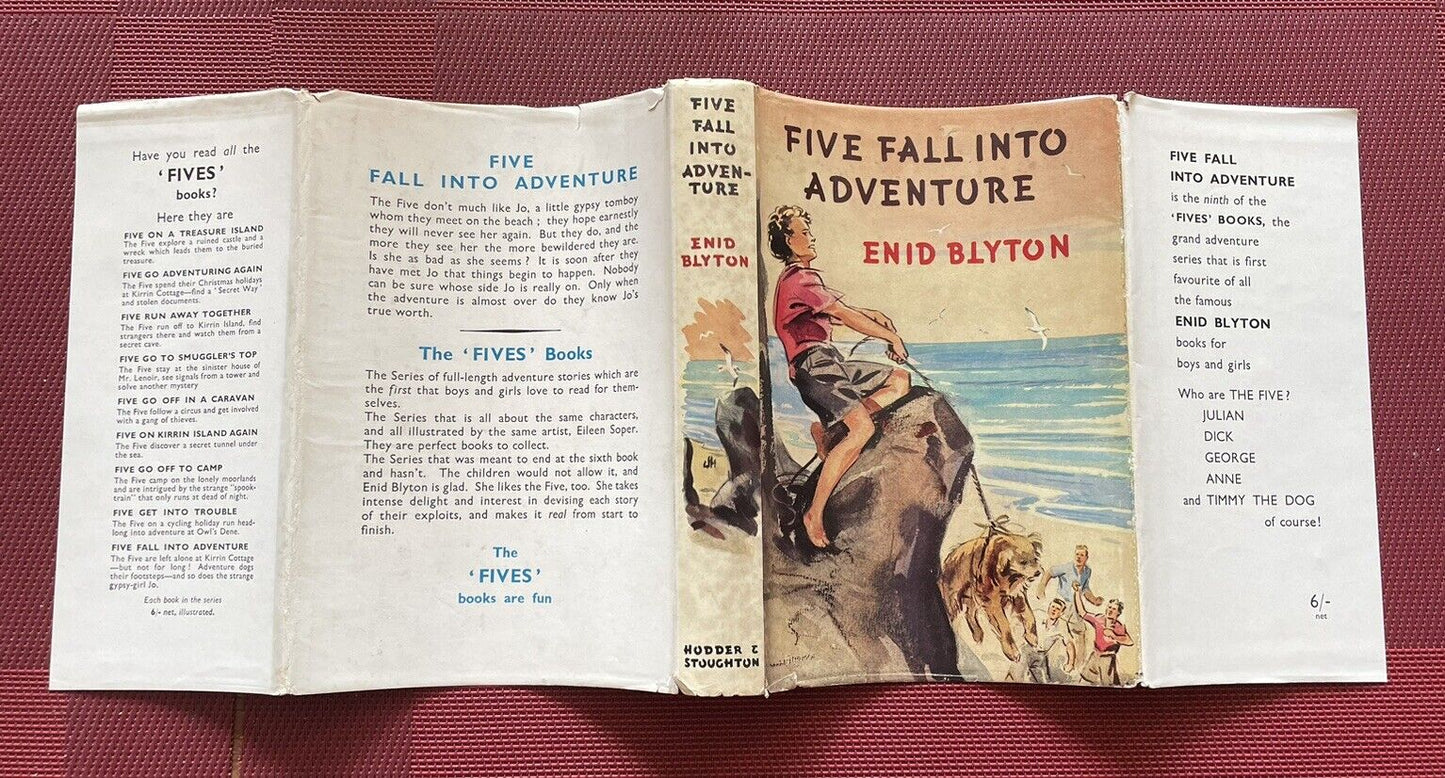 Have you read all the
‘FIVES’
books?
Here they are
FIVE ON A TREASURE ISLAND
The Five explore a ruined castle and a
wreck which leads them to the buried
treasure.
FIVE GO ADVENTURING AGAIN
The Five spend their Christmas holidays
at Kirrin Cottage—find a ‘Secret Way’
and stolen documents.
FIVE RUN AWAY TOGETHER
The Five run off to Kirrin Island, find
strangers there and watch them from a
secret cave.
FIVE GO TO SMUGGLER'S TOP
The Five stay at the sinister house of
Mr. Lenoir, see signals from a tower and
solve another mystery
FIVE GO OFF IN A CARAVAN
The Five follow a circus and get involved
with a gang of thieves.
FIVE ON KIRRIN ISLAND AGAIN
The Five discover a secret tunnel under
the sea.
FIVE GO OFF TO CAMP
The Five camp on the lonely moorlands
and are intrigued by the strange “spook-
train” that only runs at dead of night.
FIVE GET INTO TROUBLE
The Five on a cycling holiday run head-
long into adventure at Owl's Dene.
FIVE FALL INTO ADVENTURE
The Five are left alone at Kirrin Cottage
—but not for long! Adventure dogs
their footsteps—and so does the strange
gypsy-girl Jo.
Each book in the series
6/- net, illustrated.
FIVE
FALL INTO ADVENTURE
The Five don't much like Jo, a little gypsy tomboy
whom they meet on the beach; they hope earnestly
they will never see her again. But they do, and the
more they see her the more bewildered they are.
Is she as bad as she seems? It is soon after they
have met Jo that things begin to happen. Nobody
can be sure whose side Jo is really on. Only when
the adventure is almost over do they know Jo's
true worth.
The ‘FIVES’ Books
The Series of full-length adventure stories which are
the first that boys and girls love to read for them-
selves.
The Series that is all about the same characters,
and all illustrated by the same artist, Eileen Soper.
They are perfect books to collect.
The Series that was meant to end at the sixth book
and hasn't. The children would not allow it, and
Enid Blyton is glad. She likes the Five, too. She takes
intense delight and interest in devising each story
of their exploits, and makes it real from start to
finish.
The
‘FIVES’
books are fun
FIVE
FALL
INTO
ADVEN-
TURE
ENID
BLYTON
HODDER &
STOUGHTON
FIVE FALL INTO
ADVENTURE
ENID BLYTON
FIVE FALL
INTO ADVENTURE
is the ninth of the
‘FIVES’ BOOKS, the
grand adventure
series that is first
favourite of all
the famous
ENID BLYTON
books for
boys and girls
Who are THE FIVE?
JULIAN
DICK
GEORGE
ANNE
and TIMMY THE DOG
of course!
6/-
net